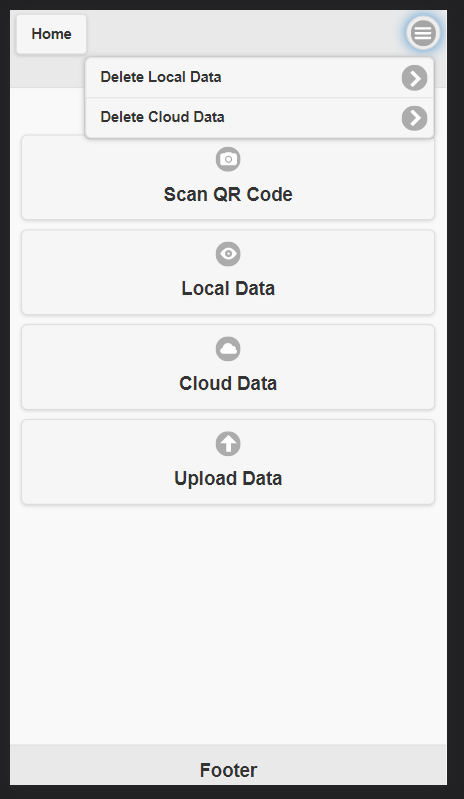 Home
Delete Local Data
Delete Cloud Data
Scan QR Code
Local Data
Cloud Data
Upload Data
Footer